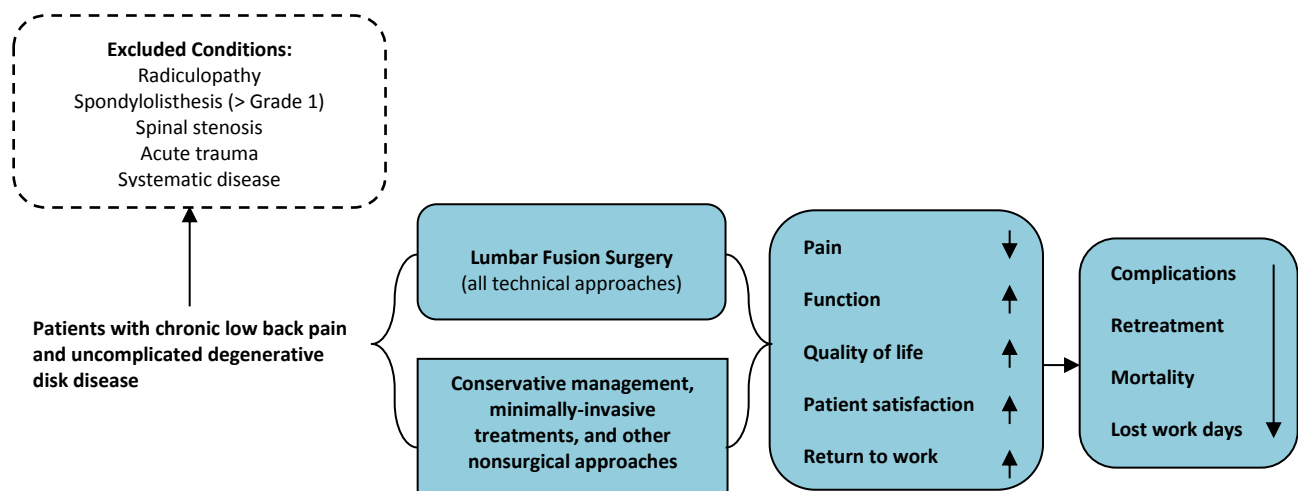 Excluded Conditions:
Radiculopathy
Spondylolisthesis (> Grade 1)
Spinal stenosis
Acute trauma
Systematic disease
Patients with chronic low back pain
and uncomplicated degenerative
disk disease
Lumbar Fusion Surgery
(all technical approaches)
Conservative management,
minimally-invasive
treatments, and other
nonsurgical approaches
Pain
Function
Quality of life
Patient satisfaction
Return to work
Complications
Retreatment
Mortality
Lost work days